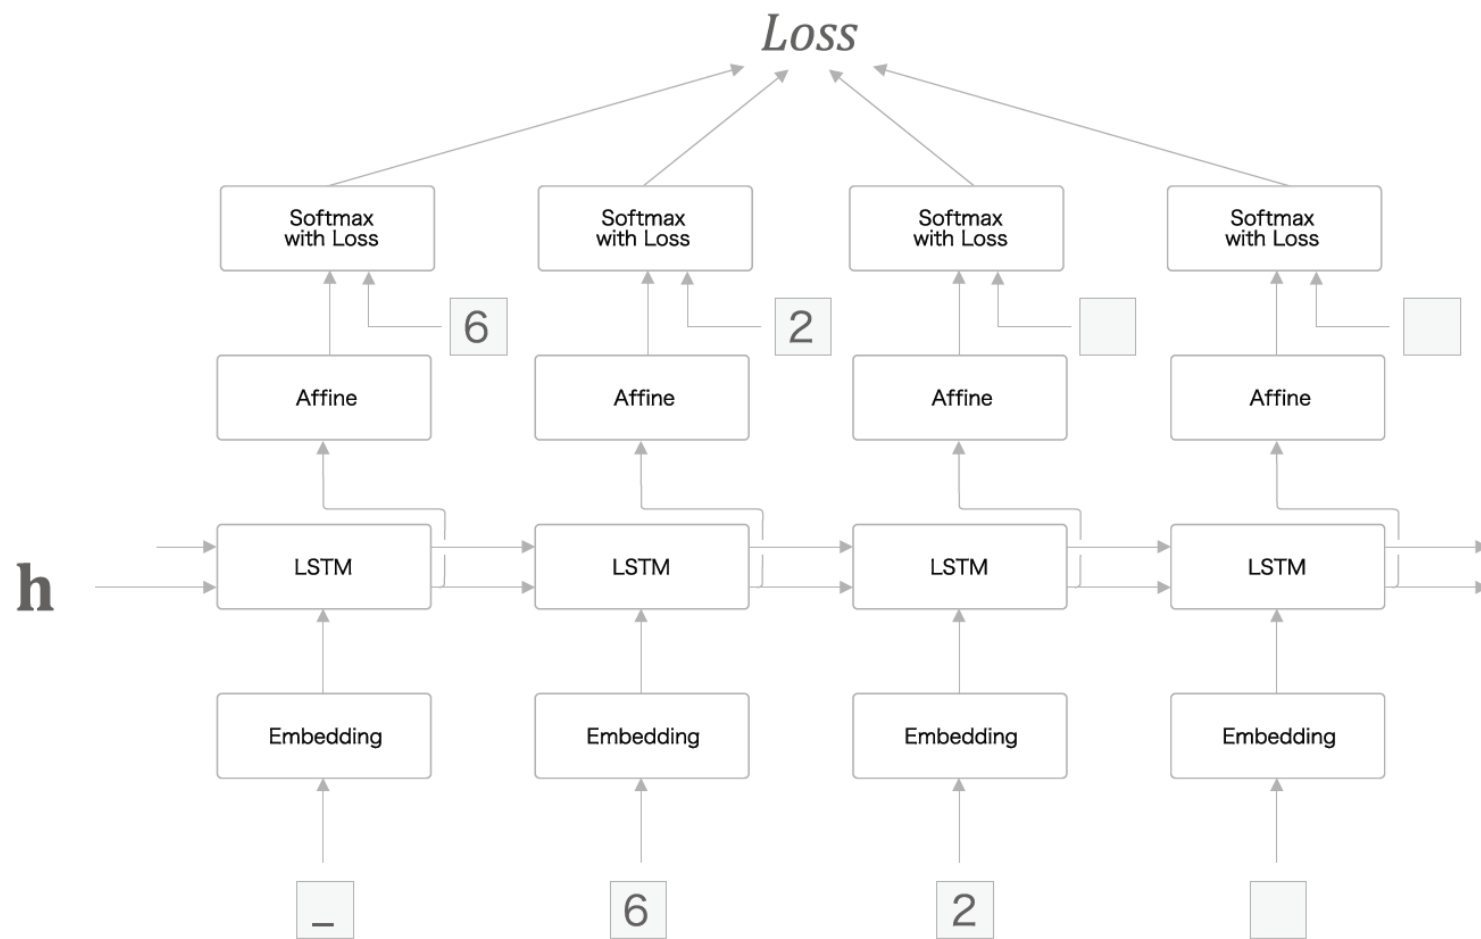 Loss
Softmax
with Loss
Softmax
with Loss
Softmax
with Loss
Softmax
with Loss
6
2
Affine
Affine
Affine
Affine
h
LSTM
LSTM
LSTM
LSTM
Embedding
Embedding
Embedding
Embedding
_
6
2